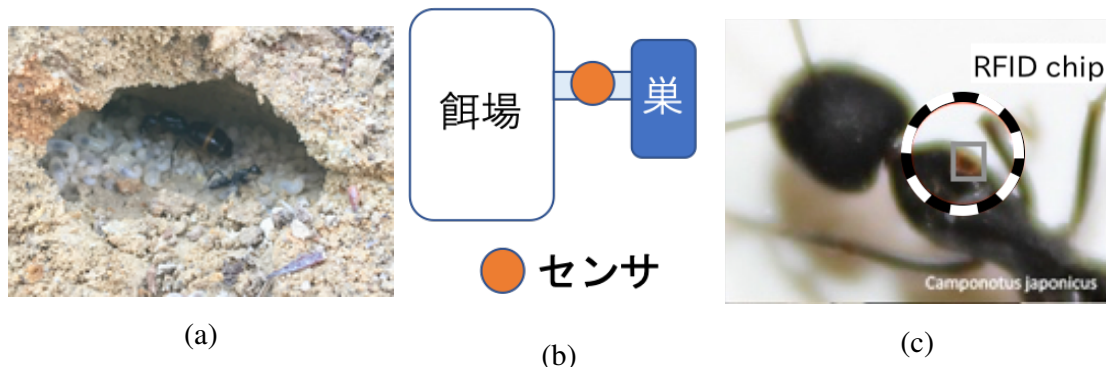 餌場
巣
センサ
RFID chip
Camponotus japonicus
(a)
(b)
(c)